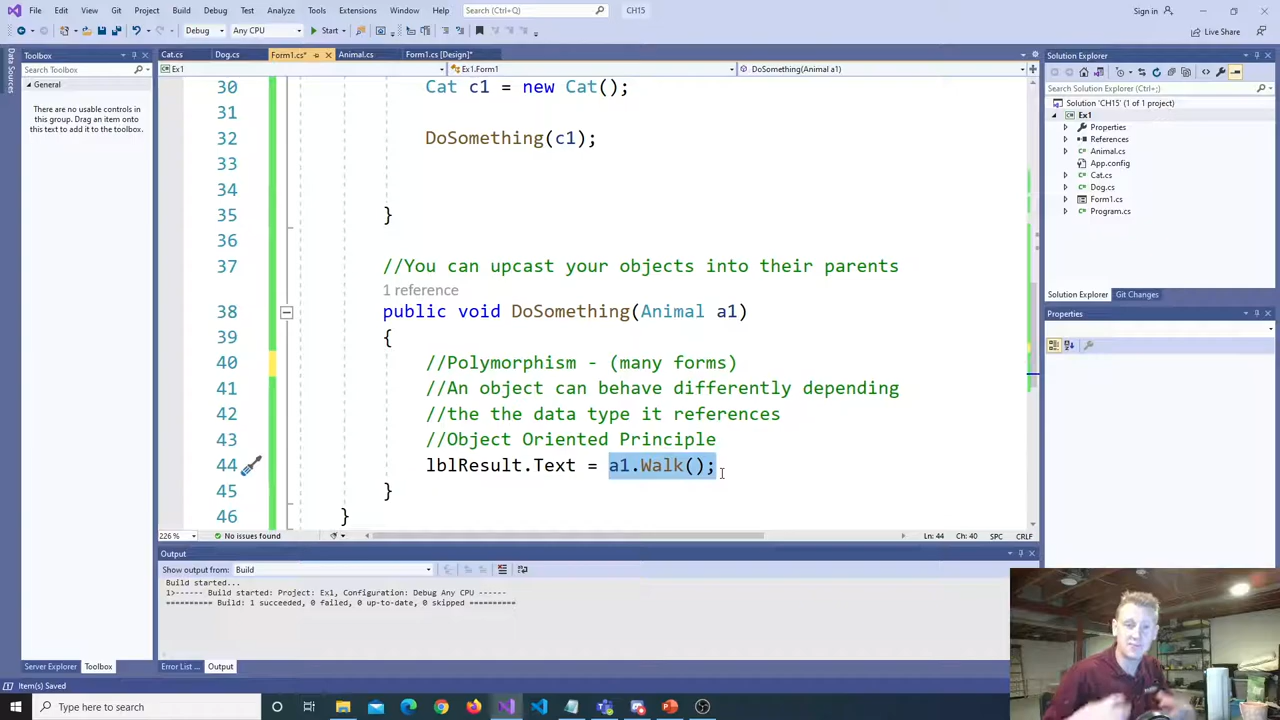 File Edit View Git Project Build Debug Test Analyze Tools Extensions Window Help Search (Ctrl+Q) CH15 Sign in
Debug Any CPU Start Live Share
Data Sources
Toolbox
Search Toolbox
General
There are no usable controls in
this group. Drag an item onto
this text to add it to the toolbox.
Server Explorer Toolbox
Cat.cs Dog.cs Form1.cs* Animal.cs Form1.cs [Design]*
Ex1 Ex1.Form1 DoSomething(Animal a1)
30 Cat c1 = new Cat();
31
32 DoSomething(c1);
33
34
35 }
36
37 //You can upcast your objects into their parents
1 reference
38 public void DoSomething(Animal a1)
39 {
40 //Polymorphism - (many forms)
41 //An object can behave differently depending
42 //the the data type it references
43 //Object Oriented Principle
44 lblResult.Text = a1.Walk();
45 }
46 }
226 % No issues found Ln: 44 Ch: 40 SPC CRLF
Output
Show output from: Build
Build started...
1>------ Build started: Project: Ex1, Configuration: Debug Any CPU ------
========== Build: 1 succeeded, 0 failed, 0 up-to-date, 0 skipped ==========
Error List ... Output
Solution Explorer
Search Solution Explorer (Ctrl+;)
Solution 'CH15' (1 of 1 project)
Ex1
Properties
References
Animal.cs
App.config
Cat.cs
Dog.cs
Form1.cs
Program.cs
Solution Explorer Git Changes
Properties
Item(s) Saved
Type here to search